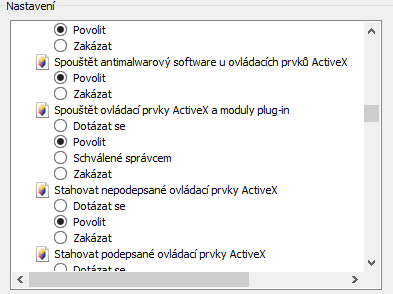 Nastavení
Povolit
Zakázat
Spouštět antimalwarový software u ovládacích prvků ActiveX
Povolit
Zakázat
Spouštět ovládací prvky ActiveX a moduly plug-in
Dotázat se
Povolit
Schválené správcem
Zakázat
Stahovat nepodepsané ovládací prvky ActiveX
Dotázat se
Povolit
Zakázat
Stahovat podepsané ovládací prvky ActiveX
Dotázat se